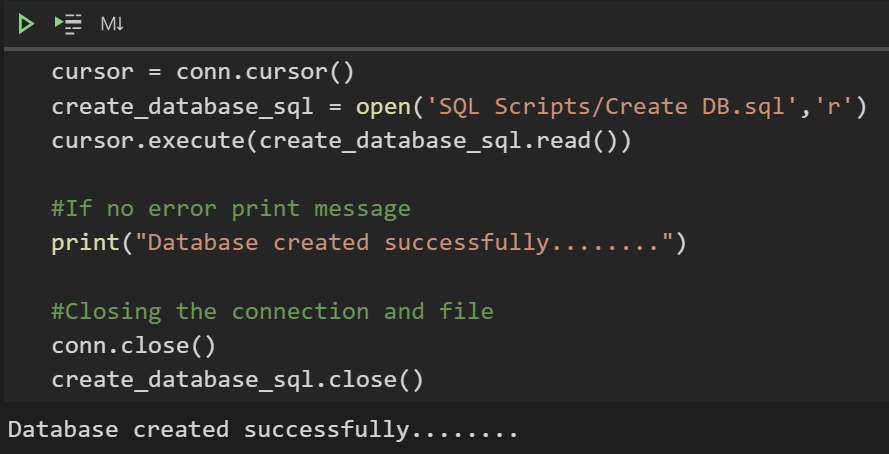 M↓
cursor = conn.cursor()
create_database_sql = open('SQL Scripts/Create DB.sql','r')
cursor.execute(create_database_sql.read())
#If no error print message
print("Database created successfully........")
#Closing the connection and file
conn.close()
create_database_sql.close()
Database created successfully........